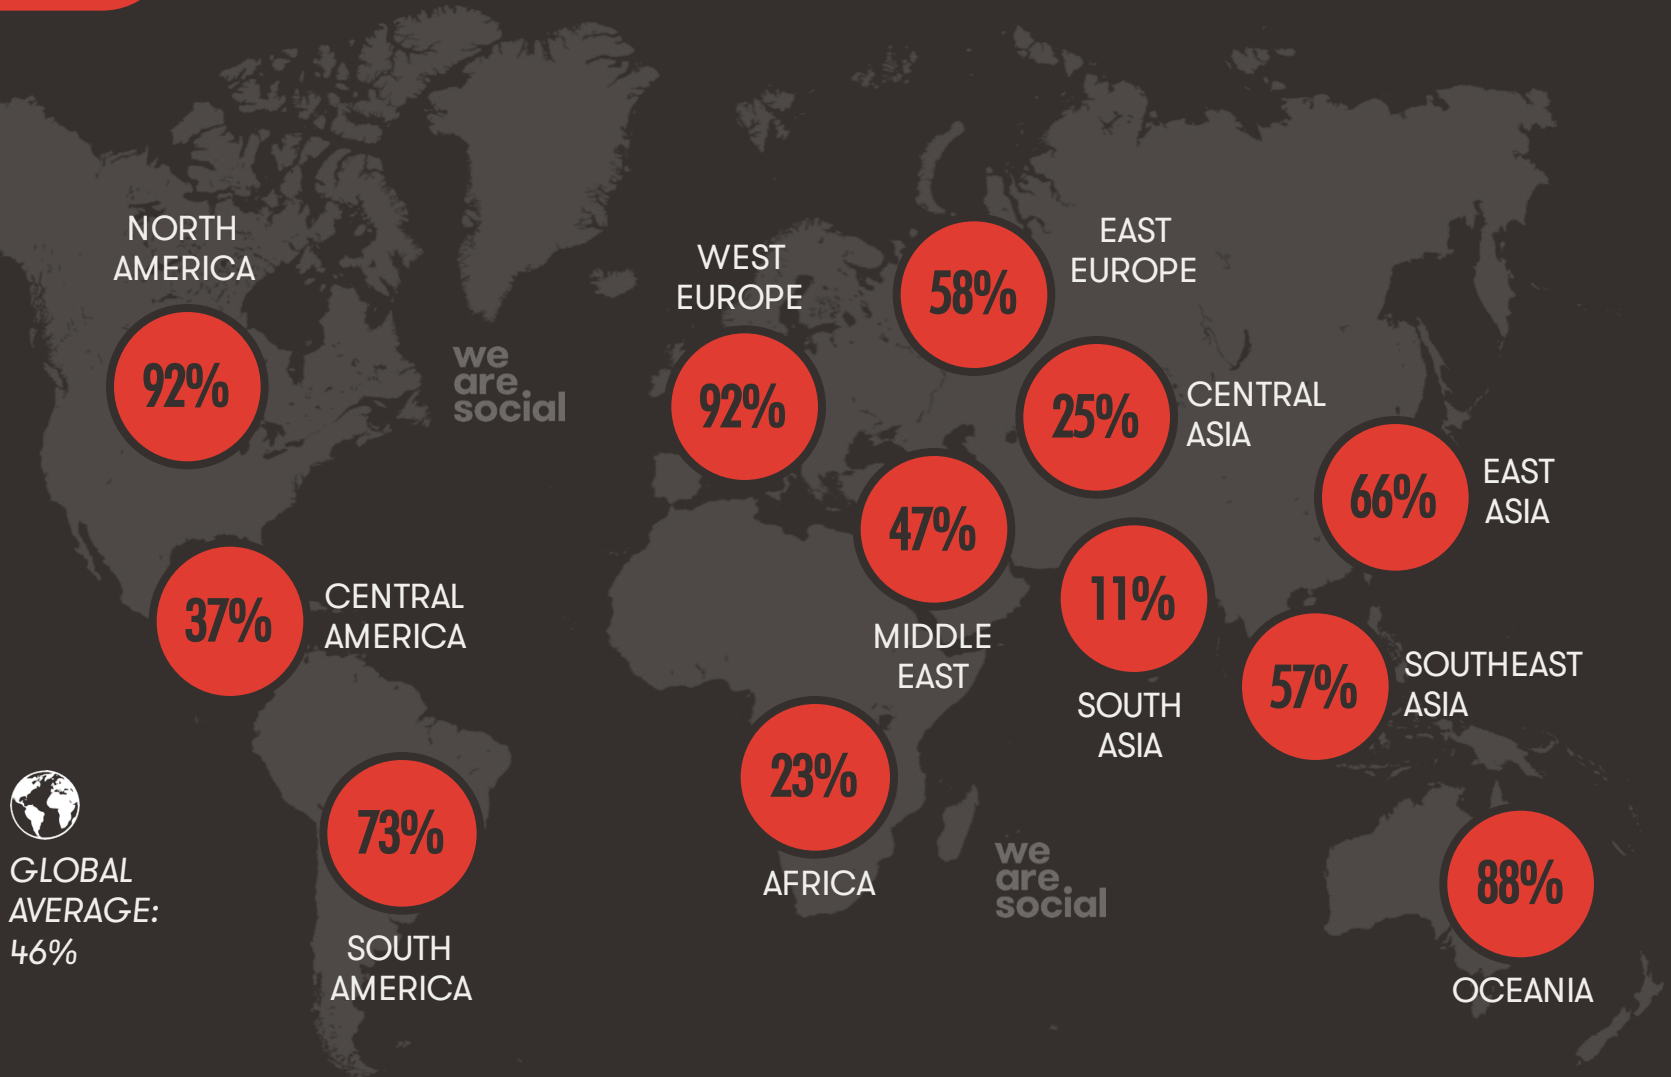 NORTH
AMERICA
92%
WEST
EUROPE
92%
EAST
EUROPE
58%
we
are
social
CENTRAL
ASIA
25%
EAST
ASIA
66%
47%
MIDDLE
EAST
11%
SOUTH
ASIA
CENTRAL
AMERICA
37%
SOUTHEAST
ASIA
57%
23%
AFRICA
73%
SOUTH
AMERICA
we
are
social
88%
OCEANIA
GLOBAL
AVERAGE:
46%